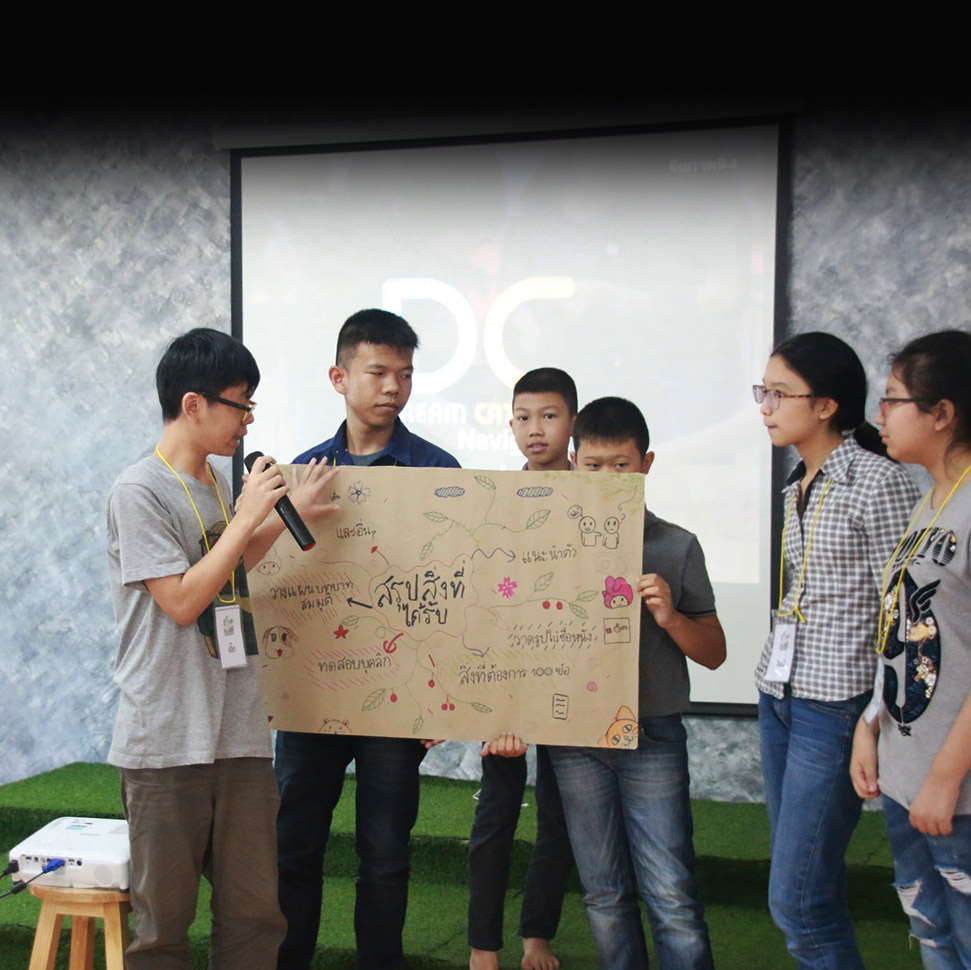 DC
และอื่นๆ
แนะนำตัว
วางแผนบทบาท
สมมติ
สรุปสิ่งที่
ได้รับ
วาดรูปใบชื่อหนัง
ทดสอบบุคลิก
สิ่งที่ต้องการ 100 ข้อ